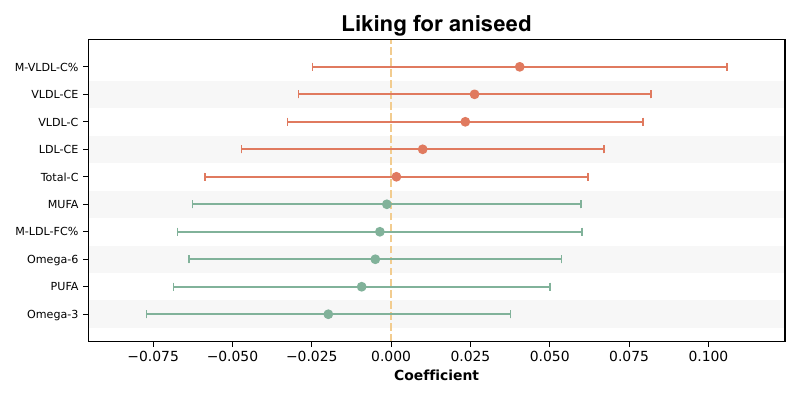 Liking for aniseed
M-VLDL-C%
VLDL-CE
VLDL-C
LDL-CE
Total-C
MUFA
M-LDL-FC%
Omega-6
PUFA
Omega-3
−0.075 −0.050 −0.025 0.000 0.025 0.050 0.075 0.100
Coefficient